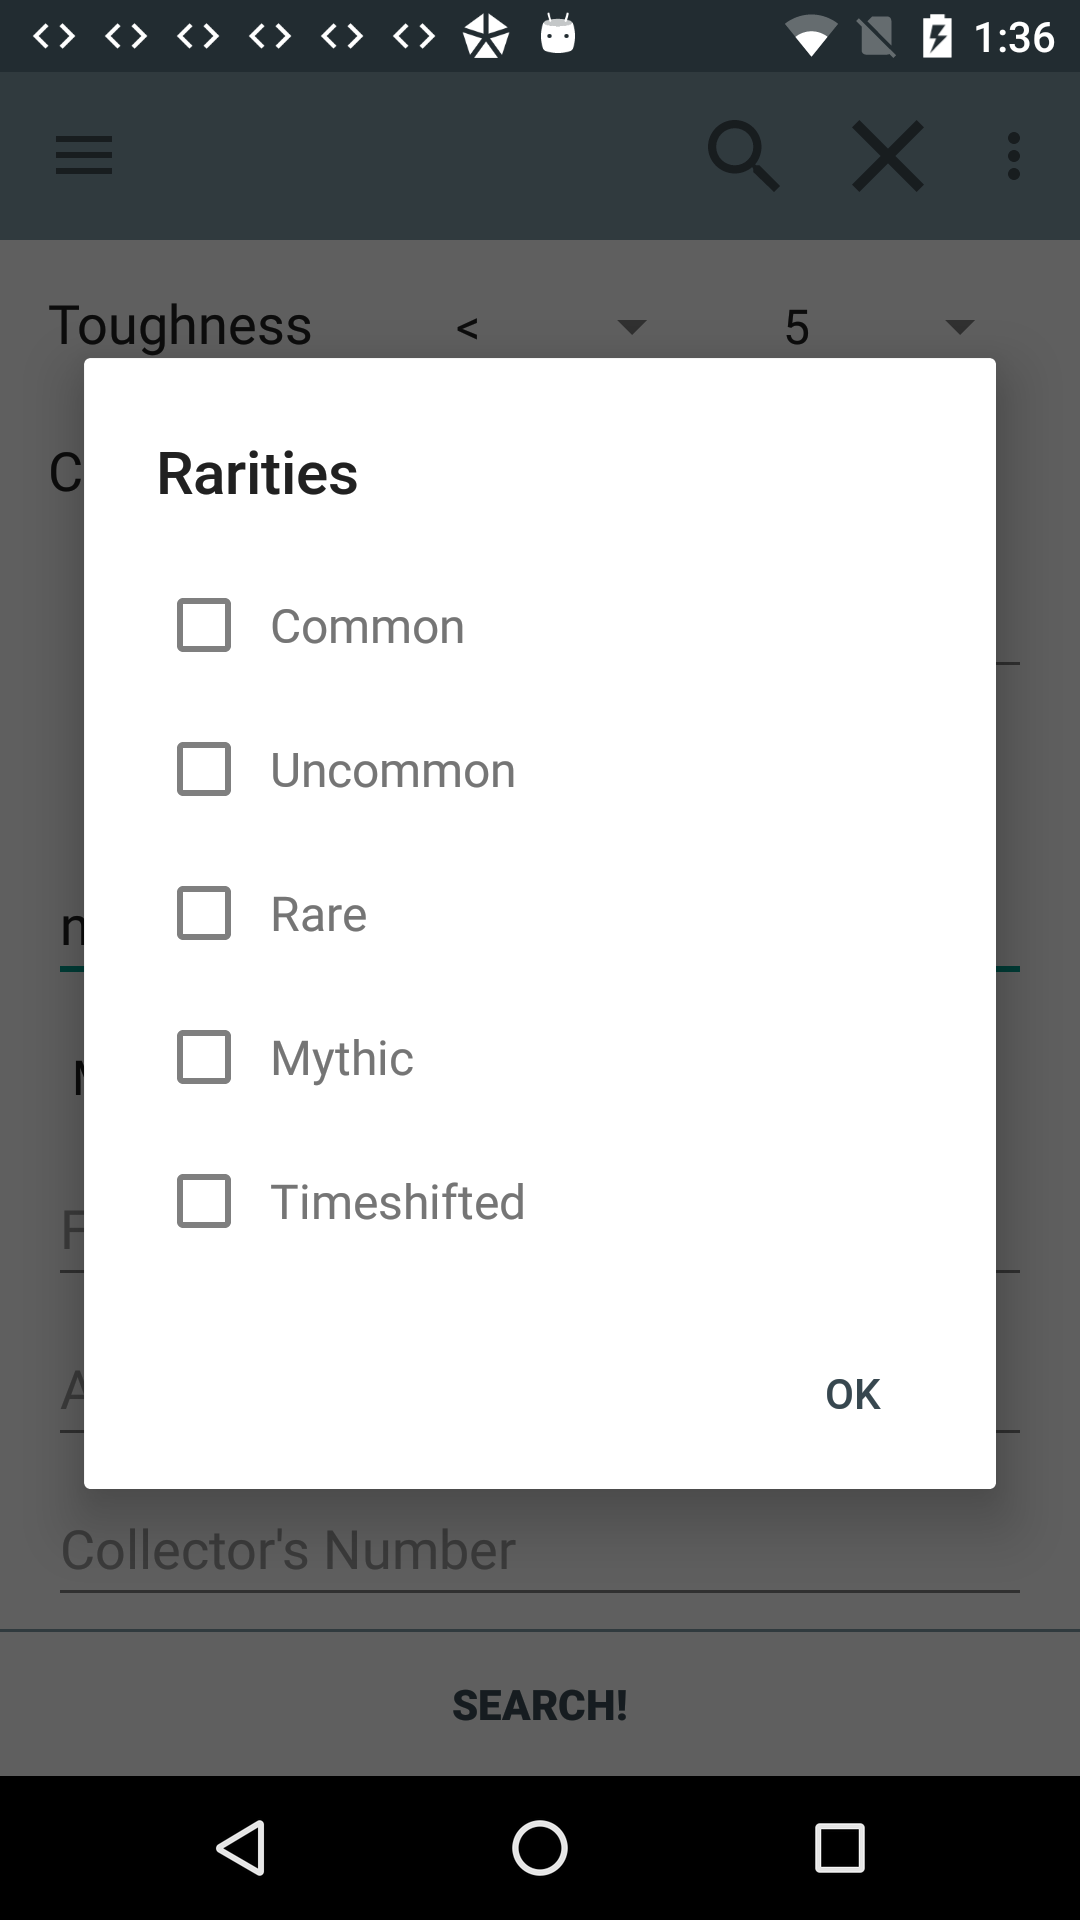 1:36
Toughness < 5
Rarities
Common
Uncommon
Rare
Mythic
Timeshifted
OK
Collector's Number
SEARCH!